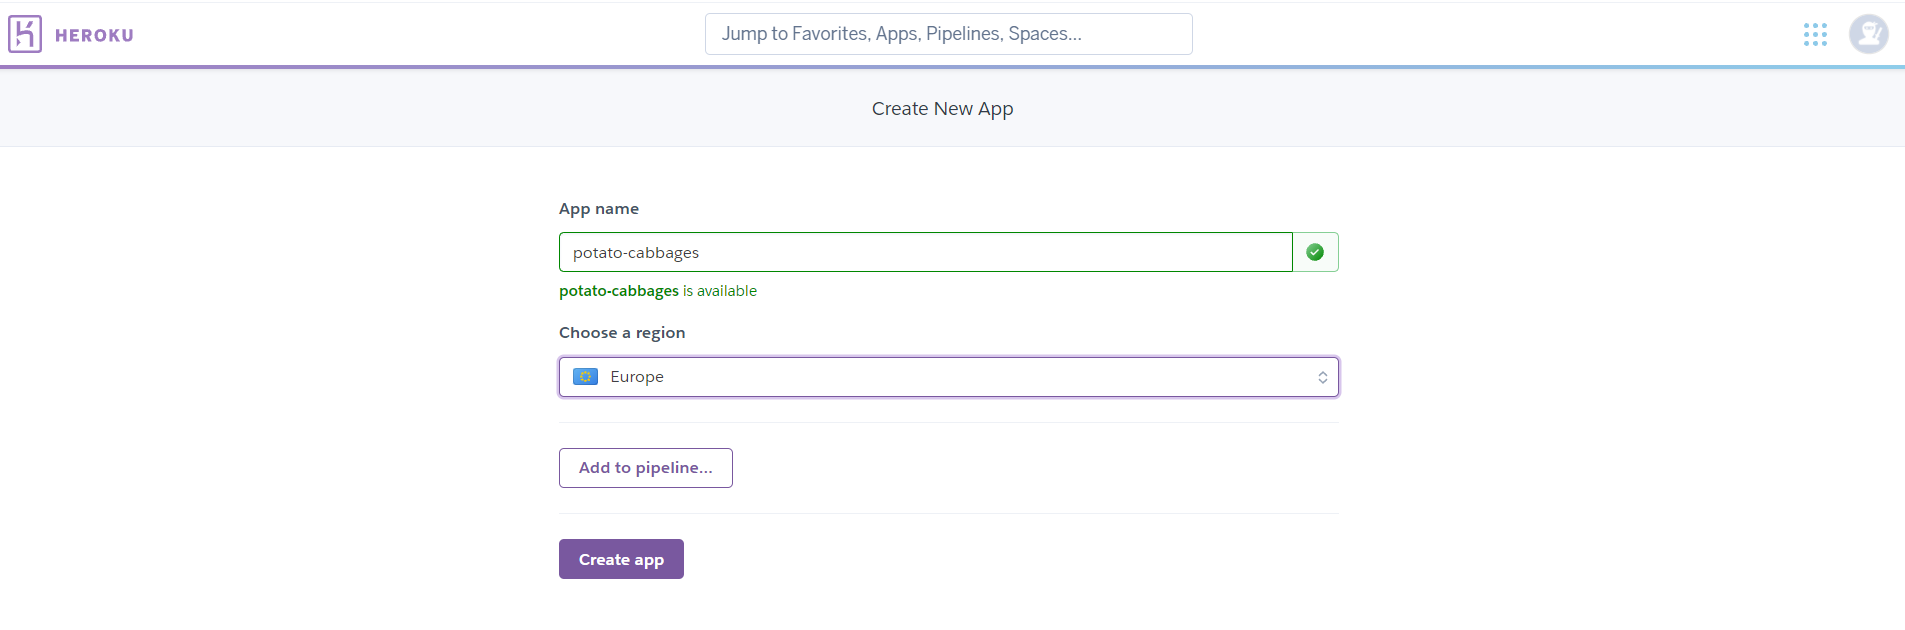 HEROKU
Jump to Favorites, Apps, Pipelines, Spaces...
Create New App
App name
potato-cabbages
potato-cabbages is available
Choose a region
Europe
Add to pipeline...
Create app